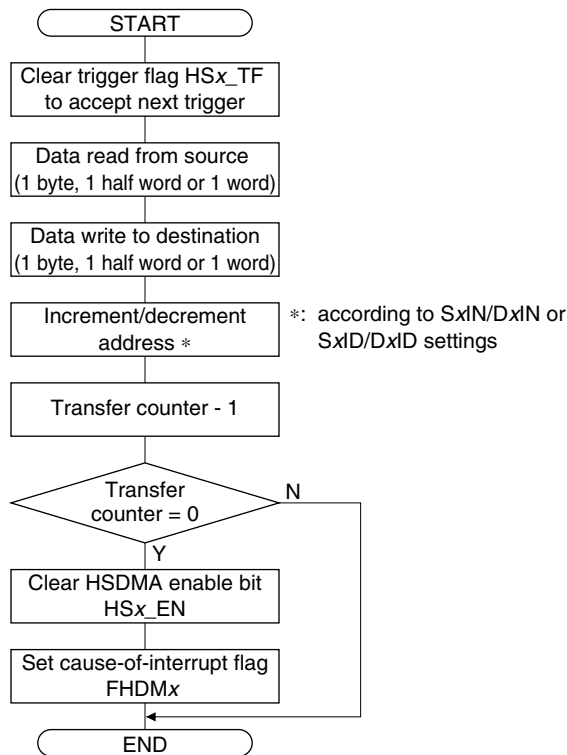 START
Clear trigger flag HSx_TF
to accept next trigger
Data read from source
(1 byte, 1 half word or 1 word)
Data write to destination
(1 byte, 1 half word or 1 word)
Increment/decrement
address *
*: according to SxIN/DxIN or
SxID/DxID settings
Transfer counter - 1
Transfer
counter = 0
N
Y
Clear HSDMA enable bit
HSx_EN
Set cause-of-interrupt flag
FHDMx
END